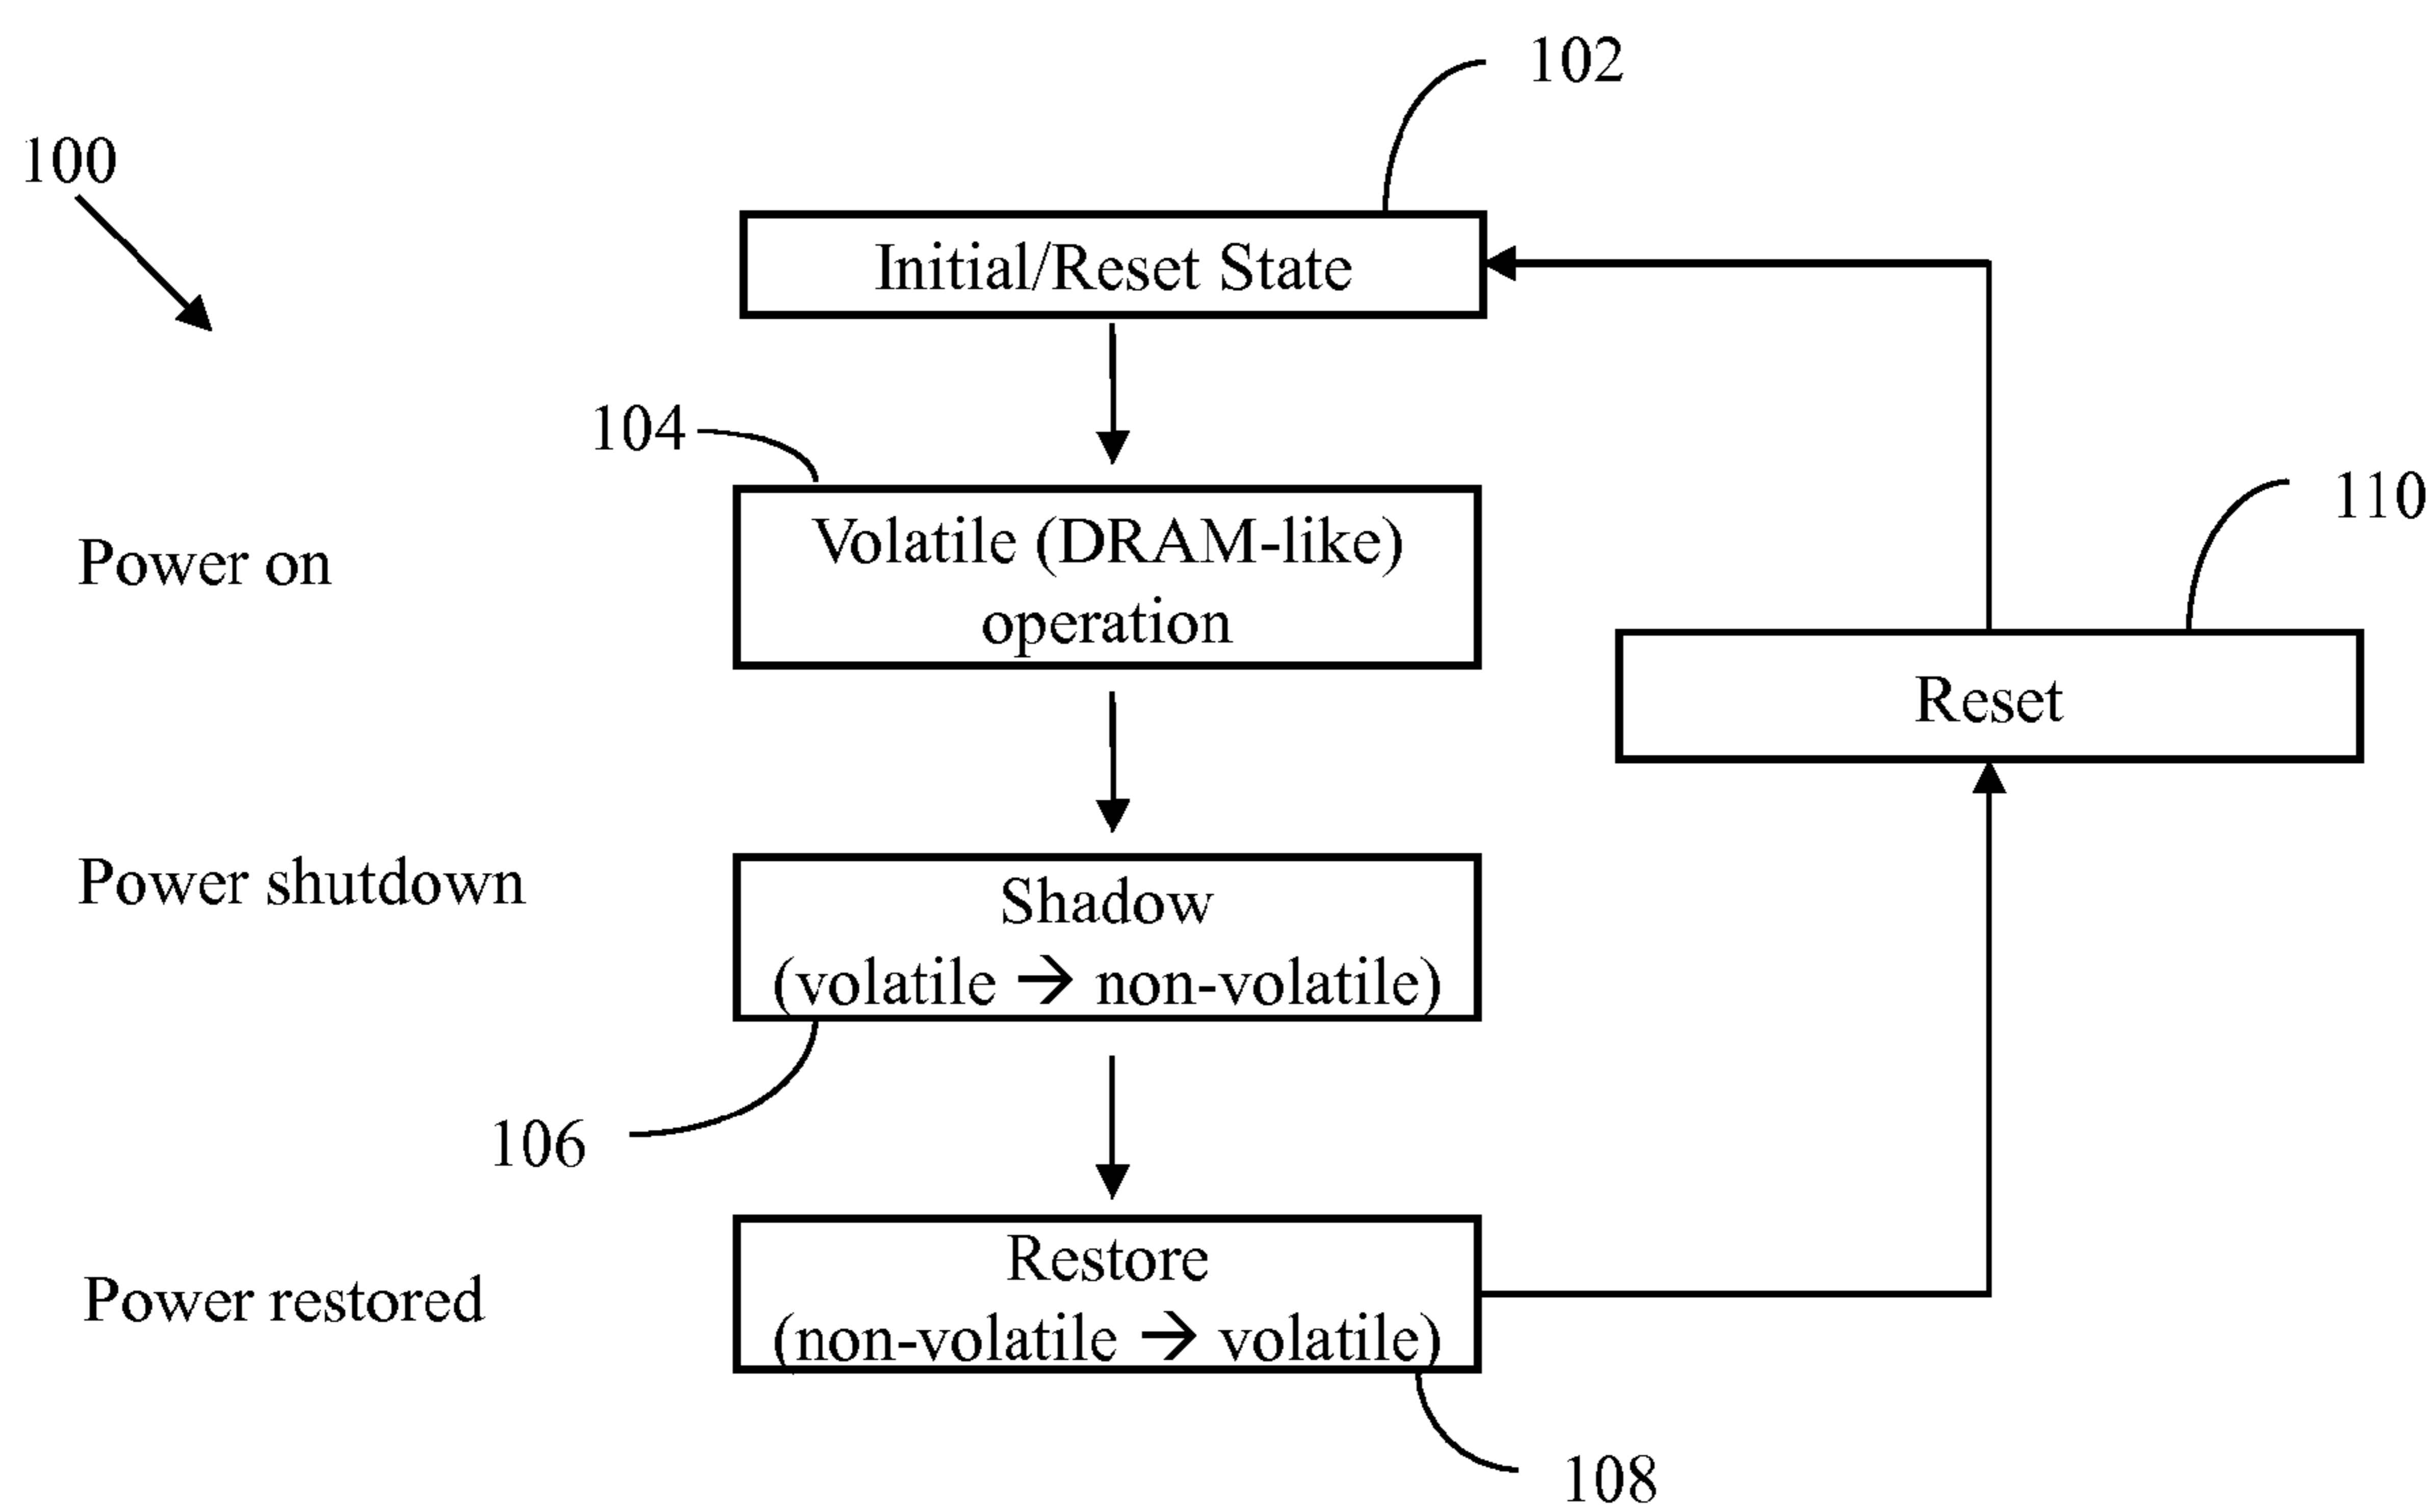 102
100
Initial/Reset State
104
110
Power on
Volatile (DRAM-like)
operation
Reset
Power shutdown
Shadow
(volatile → non-volatile)
106
Power restored
Restore
(non-volatile → volatile)
108